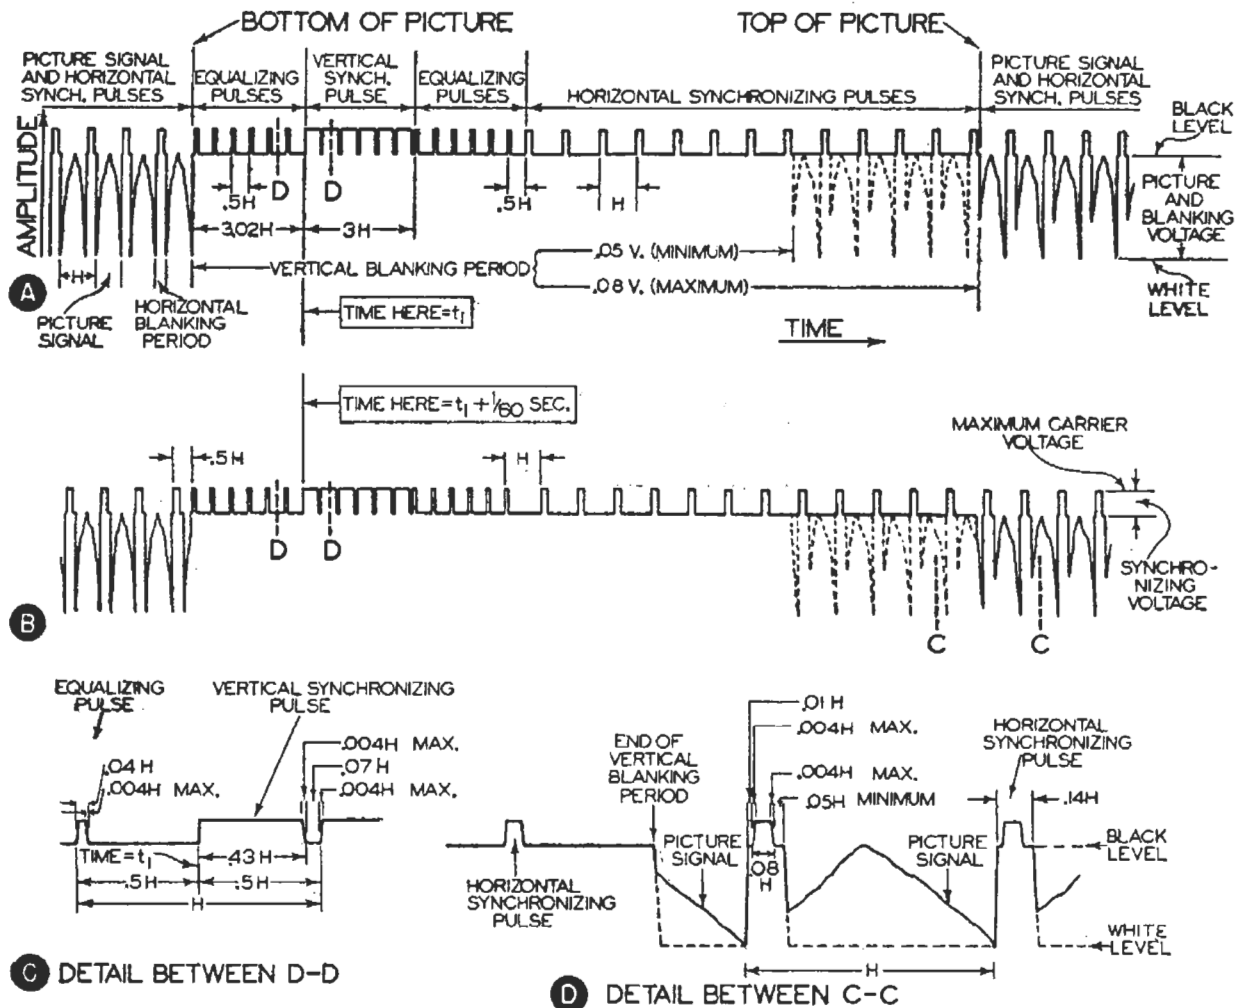 BOTTOM OF PICTURE
TOP OF PICTURE
PICTURE SIGNAL
AND HORIZONTAL
SYNCH. PULSES
EQUALIZING
PULSES
VERTICAL
SYNCH.
PULSE
EQUALIZING
PULSES
HORIZONTAL SYNCHRONIZING PULSES
PICTURE SIGNAL
AND HORIZONTAL
SYNCH. PULSES
BLACK
LEVEL
AMPLITUDE
D
D
.5H
.5H
H
PICTURE
AND
BLANKING
VOLTAGE
3.02H
3H
H
VERTICAL BLANKING PERIOD
.05 V. (MINIMUM)
.08 V. (MAXIMUM)
WHITE
LEVEL
A
PICTURE
SIGNAL
HORIZONTAL
BLANKING
PERIOD
TIME HERE=t₁
TIME
TIME HERE=t₁+1/60 SEC.
MAXIMUM CARRIER
VOLTAGE
.5H
H
D
D
SYNCHRO-
NIZING
VOLTAGE
B
C
C
EQUALIZING
PULSE
VERTICAL SYNCHRONIZING
PULSE
.004H MAX.
.04H
.07H
.004H MAX.
.004H MAX.
TIME=t₁
.43H
.5H
.5H
H
C DETAIL BETWEEN D-D
.01H
.004H MAX.
HORIZONTAL
SYNCHRONIZING
PULSE
END OF
VERTICAL
BLANKING
PERIOD
.004H MAX.
.05H MINIMUM
.14H
PICTURE
SIGNAL
PICTURE
SIGNAL
BLACK
LEVEL
.08
H
HORIZONTAL
SYNCHRONIZING
PULSE
WHITE
LEVEL
H
D DETAIL BETWEEN C-C